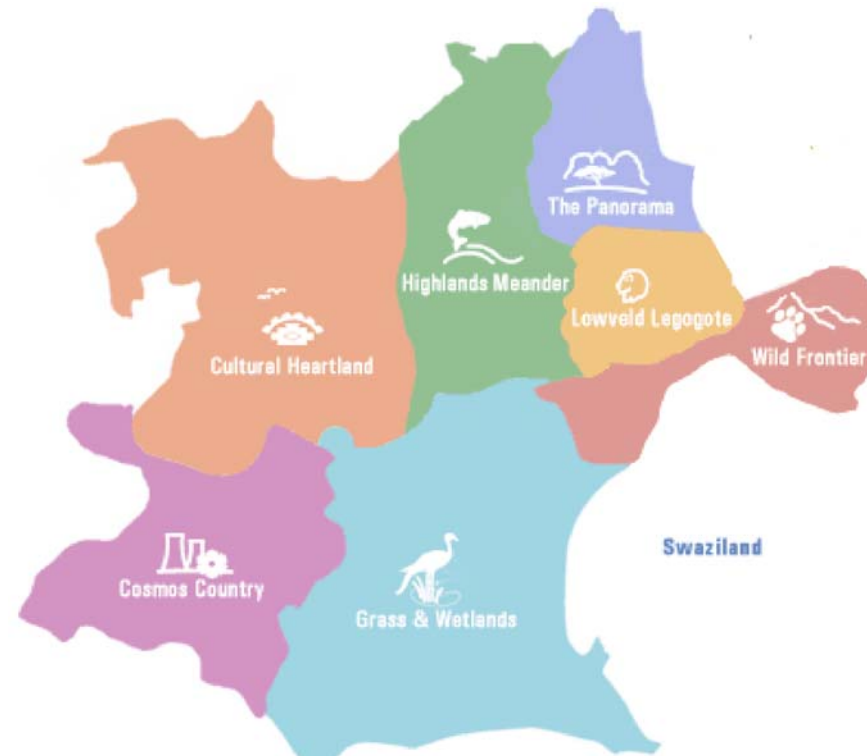 The Panorama
Highlands Meander
Lowveld Legogote
Wild Frontier
Cultural Heartland
Swaziland
Cosmos Country
Grass & Wetlands